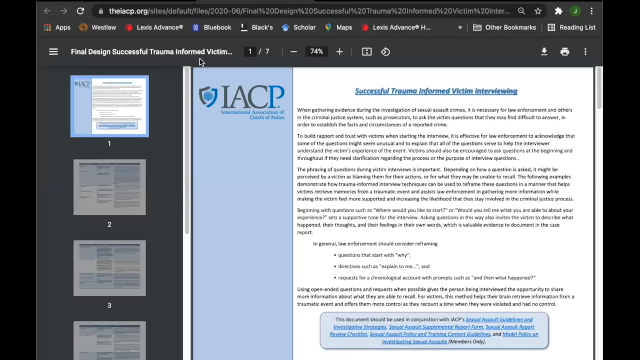 theiacp.org/sites/default/files/2020-06/Final%20Design%20Successful%20Trauma%20Informed%20Victim%20Inter...
Apps
Westlaw
Lexis Advance®
Bluebook
Black's
Lexis Advance® H...
Other Bookmarks
Reading List
Final Design Successful Trauma Informed Victim...
1 / 7
74%
1
2
3
IACP
International Association of
Chiefs of Police
Successful Trauma Informed Victim Interviewing
When gathering evidence during the investigation of sexual assault crimes, it is necessary for law enforcement and others
in the criminal justice system, such as prosecutors, to ask the victim questions that they may find difficult to answer, in
order to establish the facts and circumstances of a reported crime.
To build rapport and trust with victims when starting the interview, it is effective for law enforcement to acknowledge that
some of the questions might seem unusual and to explain that all of the questions serve to help the interviewer
understand the victim's experience of the event. Victims should also be encouraged to ask questions at the beginning and
throughout if they need clarification regarding the process or the purpose of interview questions.
The phrasing of questions during victim interviews is important. Depending on how a question is asked, it might be
perceived by a victim as blaming them for their actions, or for what they may be unable to recall. The following examples
demonstrate how trauma-informed interview techniques can be used to reframe questions in a manner that helps
victims retrieve memories from a traumatic event and assists law enforcement in gathering more information while
making the victim feel more supported and increasing the likelihood that they stay involved in the criminal justice process.
Beginning with questions such as "Where would you like to start?" or "Would you tell me what you are able to about your
experience?" sets a supportive tone for the interview. Asking questions in this way also invites the victim to describe what
happened, their thoughts, and their feelings in their own words, which is valuable evidence to document in the case
report.
In general, law enforcement should consider reframing
• questions that start with "why";
• directives such as "explain to me..."; and
• requests for a chronological account with prompts such as "and then what happened?"
Using open-ended questions and requests when possible gives the person being interviewed the opportunity to share
more information about what they are able to recall. For victims, this method helps their brain retrieve information from a
traumatic event and offers them more control as they recount a time when they were violated and had no control.
This document should be used in conjunction with IACP's Sexual Assault Guidelines and
Investigative Strategies, Sexual Assault Supplemental Report Form, Sexual Assault Report
Review Checklist, Sexual Assault Policy and Training Content Guidelines, and Model Policy on
Investigating Sexual Assaults (Members Only).